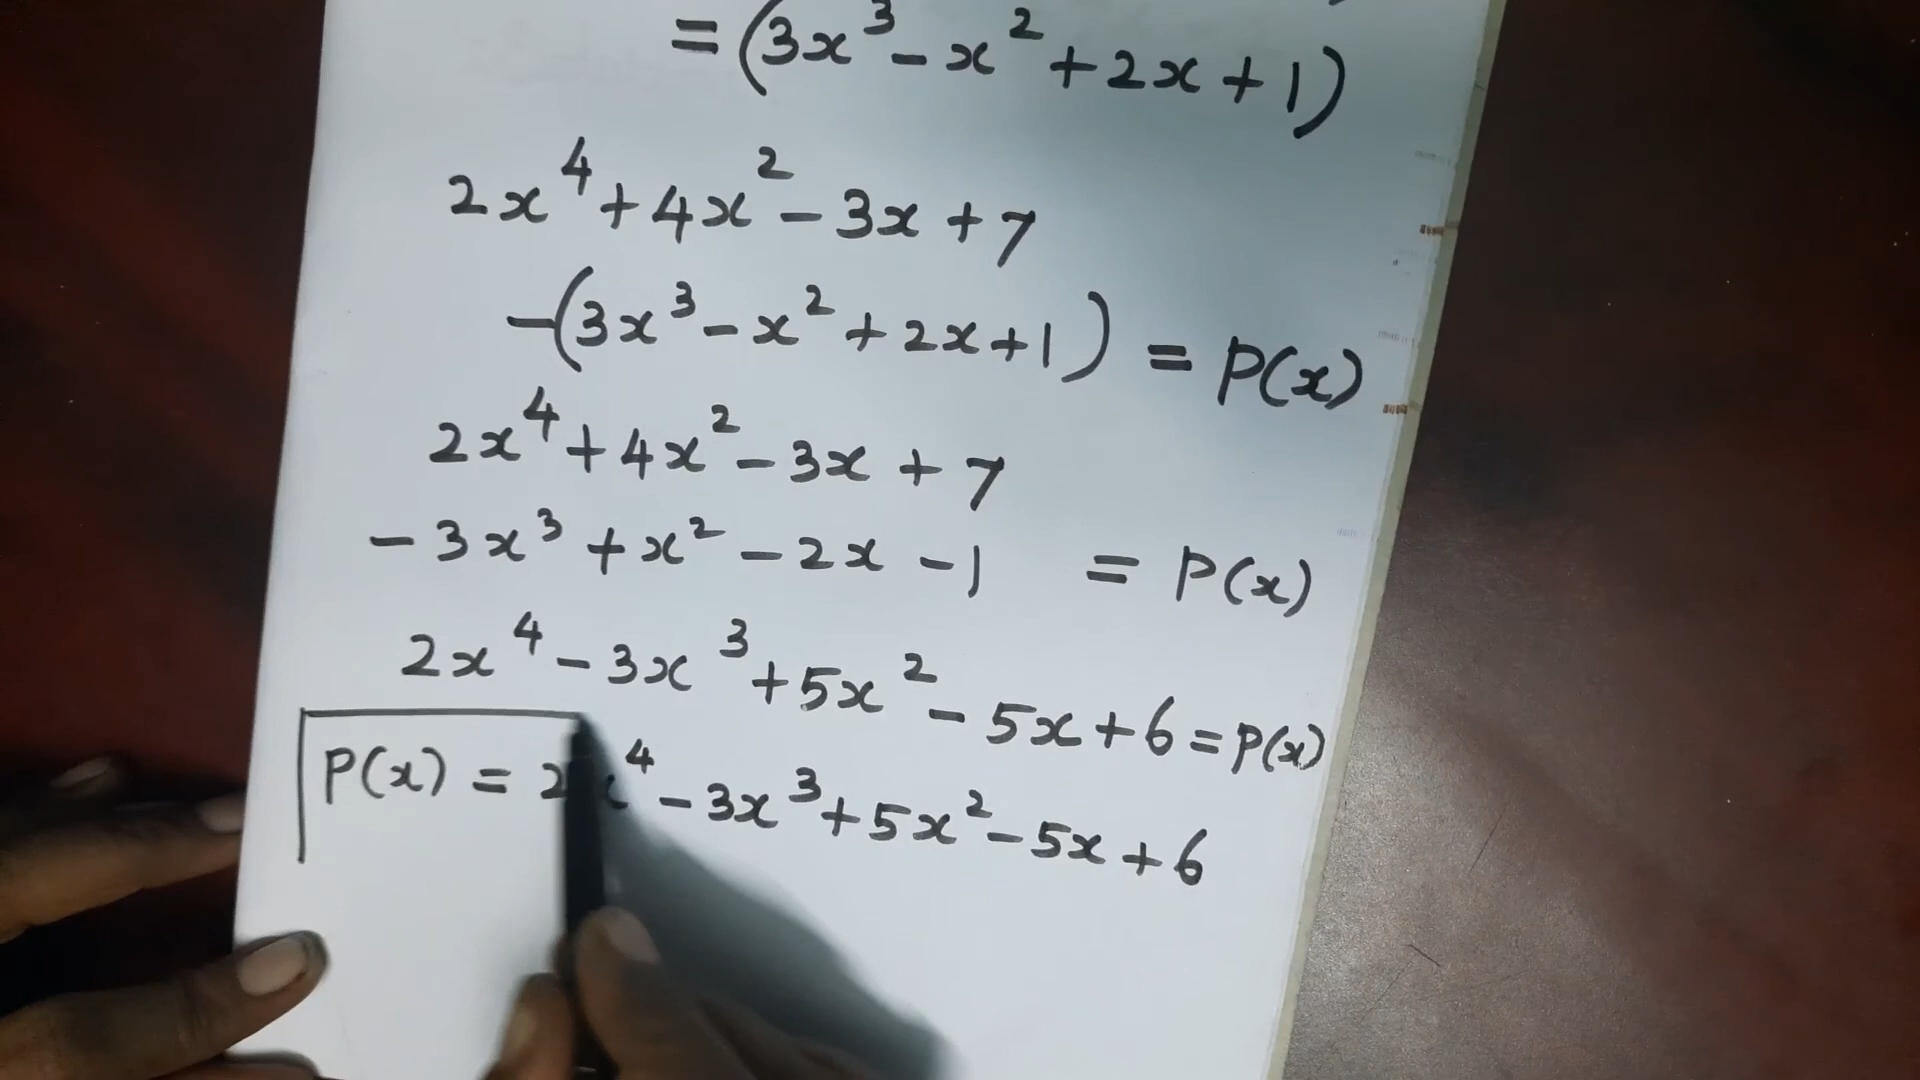 = (3x³ - x² + 2x + 1)
2x⁴ + 4x² - 3x + 7
-(3x³ - x² + 2x + 1) = P(x)
2x⁴ + 4x² - 3x + 7
- 3x³ + x² - 2x - 1 = P(x)
2x⁴ - 3x³ + 5x² - 5x + 6 = P(x)
P(x) = 2x⁴ - 3x³ + 5x² - 5x + 6